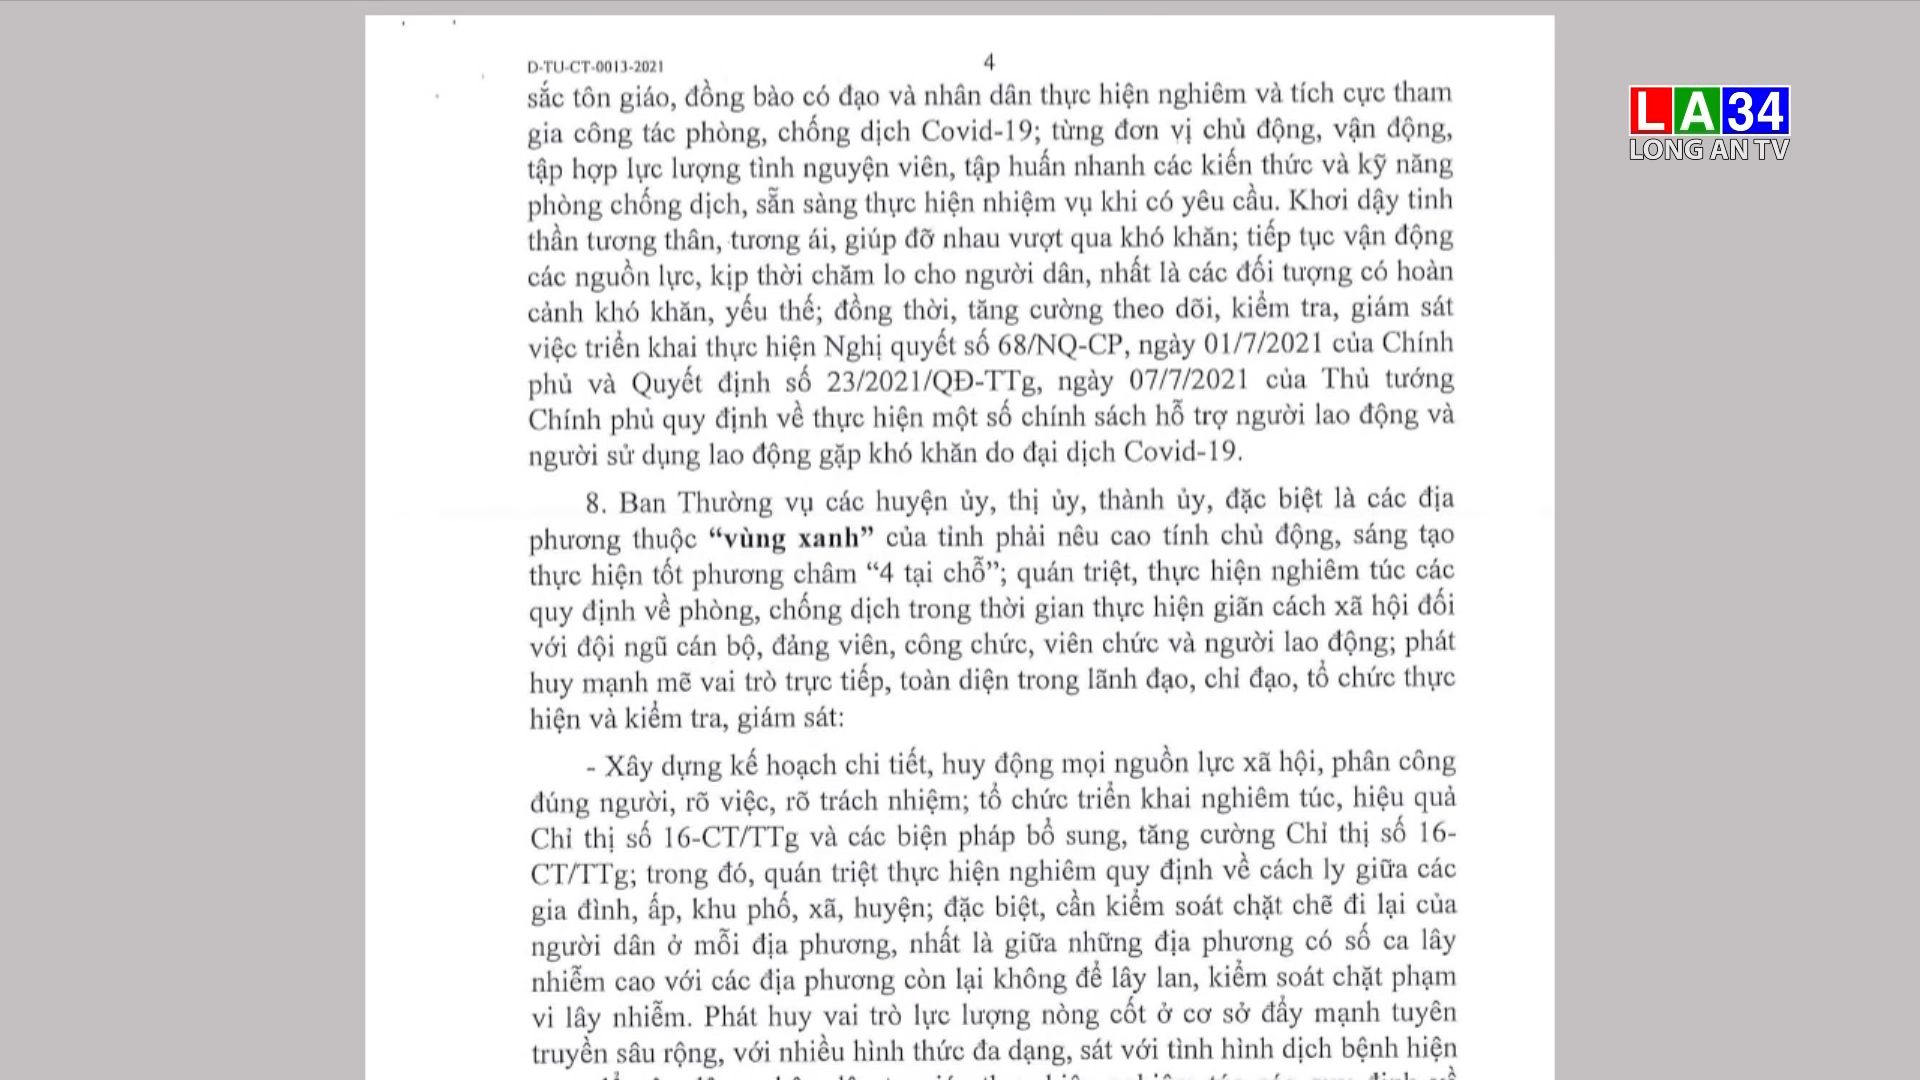 D-TU-CT-0013-2021
4
sắc tôn giáo, đồng bào có đạo và nhân dân thực hiện nghiêm và tích cực tham
gia công tác phòng, chống dịch Covid-19; từng đơn vị chủ động, vận động,
tập hợp lực lượng tình nguyện viên, tập huấn nhanh các kiến thức và kỹ năng
phòng chống dịch, sẵn sàng thực hiện nhiệm vụ khi có yêu cầu. Khơi dậy tinh
thần tương thân, tương ái, giúp đỡ nhau vượt qua khó khăn; tiếp tục vận động
các nguồn lực, kịp thời chăm lo cho người dân, nhất là các đối tượng có hoàn
cảnh khó khăn, yếu thế; đồng thời, tăng cường theo dõi, kiểm tra, giám sát
việc triển khai thực hiện Nghị quyết số 68/NQ-CP, ngày 01/7/2021 của Chính
phủ và Quyết định số 23/2021/QĐ-TTg, ngày 07/7/2021 của Thủ tướng
Chính phủ quy định về thực hiện một số chính sách hỗ trợ người lao động và
người sử dụng lao động gặp khó khăn do đại dịch Covid-19.
8. Ban Thường vụ các huyện ủy, thị ủy, thành ủy, đặc biệt là các địa
phương thuộc “vùng xanh” của tỉnh phải nêu cao tính chủ động, sáng tạo
thực hiện tốt phương châm “4 tại chỗ”; quán triệt, thực hiện nghiêm túc các
quy định về phòng, chống dịch trong thời gian thực hiện giãn cách xã hội đối
với đội ngũ cán bộ, đảng viên, công chức, viên chức và người lao động; phát
huy mạnh mẽ vai trò trực tiếp, toàn diện trong lãnh đạo, chỉ đạo, tổ chức thực
hiện và kiểm tra, giám sát:
- Xây dựng kế hoạch chi tiết, huy động mọi nguồn lực xã hội, phân công
đúng người, rõ việc, rõ trách nhiệm; tổ chức triển khai nghiêm túc, hiệu quả
Chỉ thị số 16-CT/TTg và các biện pháp bổ sung, tăng cường Chỉ thị số 16-
CT/TTg; trong đó, quán triệt thực hiện nghiêm quy định về cách ly giữa các
gia đình, ấp, khu phố, xã, huyện; đặc biệt, cần kiểm soát chặt chẽ đi lại của
người dân ở mỗi địa phương, nhất là giữa những địa phương có số ca lây
nhiễm cao với các địa phương còn lại không để lây lan, kiểm soát chặt phạm
vi lây nhiễm. Phát huy vai trò lực lượng nòng cốt ở cơ sở đẩy mạnh tuyên
truyền sâu rộng, với nhiều hình thức đa dạng, sát với tình hình dịch bệnh hiện
LA34
LONG AN TV